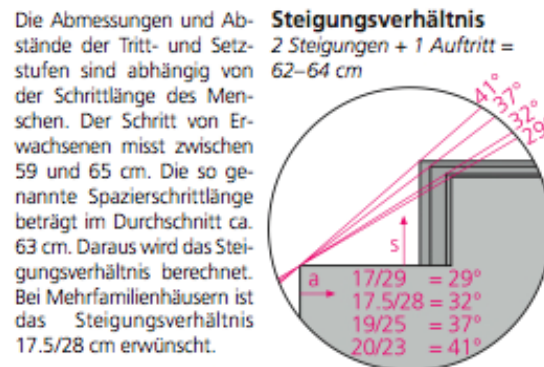 Die Abmessungen und Ab-
stände der Tritt- und Setz-
stufen sind abhängig von
der Schrittlänge des Men-
schen. Der Schritt von Er-
wachsenen misst zwischen
59 und 65 cm. Die so ge-
nannte Spazierschrittlänge
beträgt im Durchschnitt ca.
63 cm. Daraus wird das Stei-
gungsverhältnis berechnet.
Bei Mehrfamilienhäusern ist
das Steigungsverhältnis
17.5/28 cm erwünscht.
Steigungsverhältnis
2 Steigungen + 1 Auftritt =
62–64 cm
41°
37°
32°
29°
s
a
17/29 = 29°
17.5/28 = 32°
19/25 = 37°
20/23 = 41°